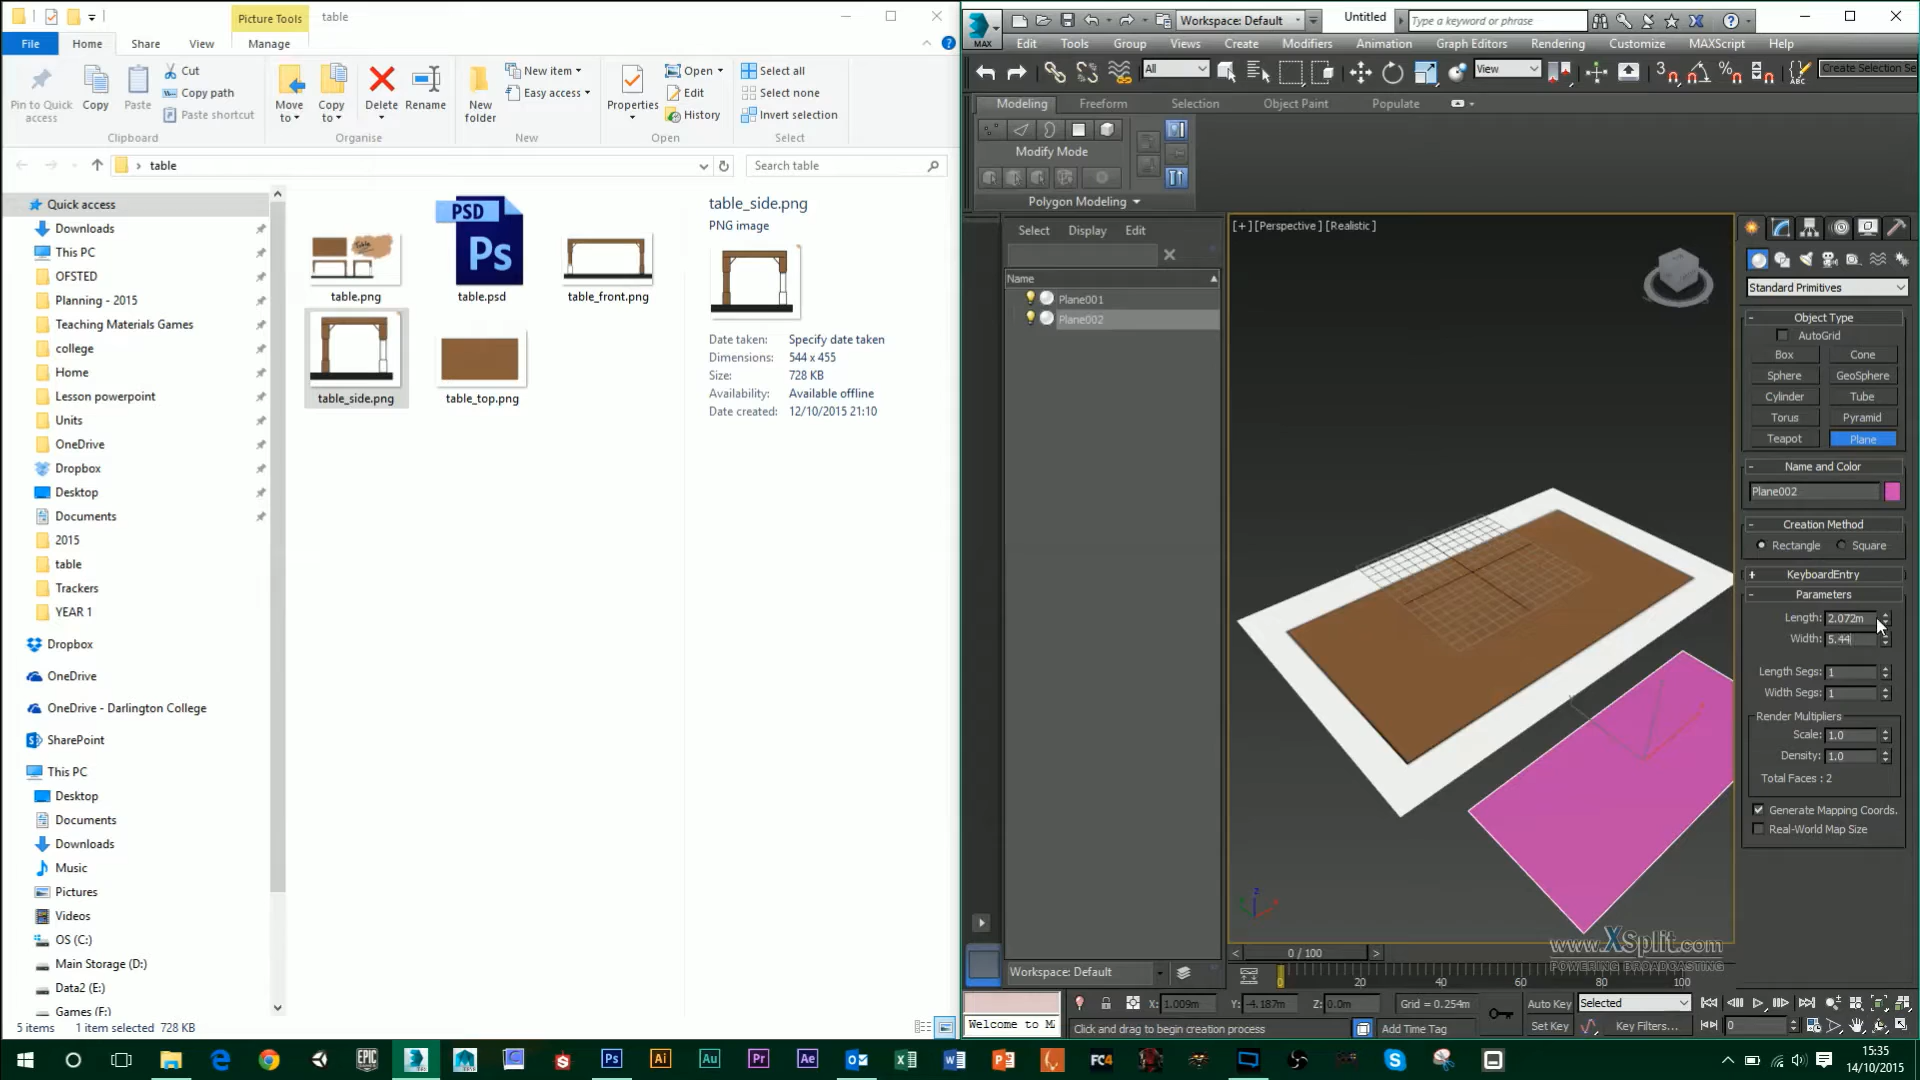 Picture Tools
table
File
Home
Share
View
Manage
Pin to Quick access
Copy
Paste
Cut
Copy path
Paste shortcut
Clipboard
Move to
Copy to
Delete
Rename
Organise
New folder
New item
Easy access
New
Properties
Open
Edit
History
Open
Select all
Select none
Invert selection
Select
table
Search table
Quick access
Downloads
This PC
OFSTED
Planning - 2015
Teaching Materials Games
college
Home
Lesson powerpoint
Units
OneDrive
Dropbox
Desktop
Documents
2015
table
Trackers
YEAR 1
Dropbox
OneDrive
OneDrive - Darlington College
SharePoint
This PC
Desktop
Documents
Downloads
Music
Pictures
Videos
OS (C:)
Main Storage (D:)
Data2 (E:)
Games (F:)
PSD
Ps
table.png
table.psd
table_front.png
table_side.png
table_top.png
table_side.png
PNG image
Date taken: Specify date taken
Dimensions: 544 x 455
Size: 728 KB
Availability: Available offline
Date created: 12/10/2015 21:10
5 items 1 item selected 728 KB
MAX
Workspace: Default
Untitled
Type a keyword or phrase
Edit
Tools
Group
Views
Create
Modifiers
Animation
Graph Editors
Rendering
Customize
MAXScript
Help
All
View
Create Selection Se
Modeling
Freeform
Selection
Object Paint
Populate
Modify Mode
Polygon Modeling
Select
Display
Edit
Name
Plane001
Plane002
[+] [Perspective] [Realistic]
Standard Primitives
Object Type
AutoGrid
Box
Cone
Sphere
GeoSphere
Cylinder
Tube
Torus
Pyramid
Teapot
Plane
Name and Color
Plane002
Creation Method
Rectangle
Square
KeyboardEntry
Parameters
Length: 2.072m
Width: 5.44
Length Segs: 1
Width Segs: 1
Render Multipliers
Scale: 1.0
Density: 1.0
Total Faces : 2
Generate Mapping Coords.
Real-World Map Size
www.XSplit.com
POWERING BROADCASTING
0 / 100
Workspace: Default
20
40
60
80
100
X: 1.009m
Y: -4.187m
Z: 0.0m
Grid = 0.254m
Auto Key
Selected
Welcome to M
Click and drag to begin creation process
Add Time Tag
Set Key
Key Filters...
0
EPIC
Ps
Ai
Au
Pr
Ae
FC4
15:35
14/10/2015